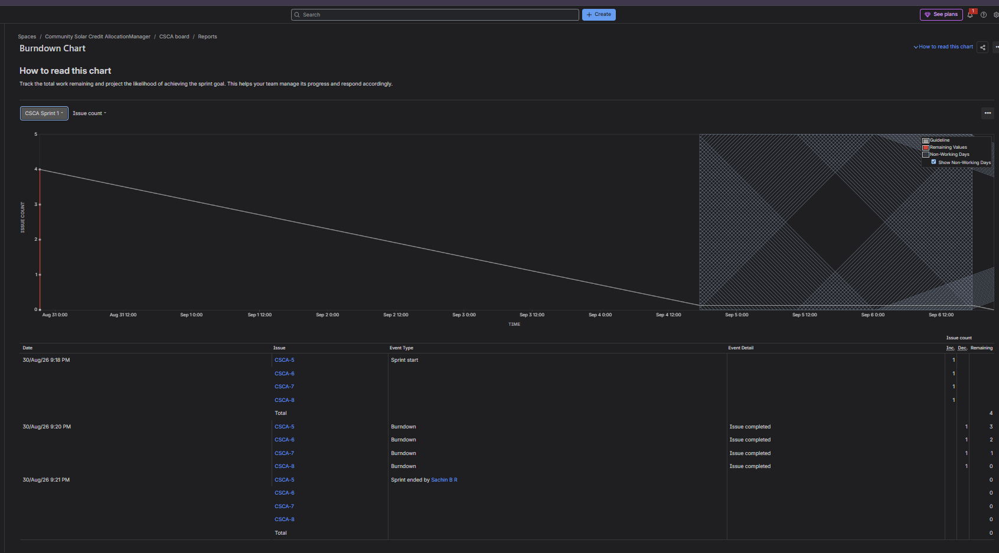 Search
+ Create
See plans
1
Spaces / Community Solar Credit AllocationManager / CSCA board / Reports
Burndown Chart
How to read this chart
How to read this chart
Track the total work remaining and project the likelihood of achieving the sprint goal. This helps your team manage its progress and respond accordingly.
CSCA Sprint 1
Issue count
5
4
3
2
1
0
ISSUE COUNT
Guideline
Remaining Values
Non-Working Days
Show Non-Working Days
Aug 31 0:00 Aug 31 12:00 Sep 1 0:00 Sep 1 12:00 Sep 2 0:00 Sep 2 12:00 Sep 3 0:00 Sep 3 12:00 Sep 4 0:00 Sep 4 12:00 Sep 5 0:00 Sep 5 12:00 Sep 6 0:00 Sep 6 12:00
TIME
Issue count
Date Issue Event Type Event Detail Inc. Dec. Remaining
30/Aug/26 9:18 PM CSCA-5 Sprint start 1
CSCA-6 1
CSCA-7 1
CSCA-8 1
Total 4
30/Aug/26 9:20 PM CSCA-5 Burndown Issue completed 1 3
CSCA-6 Burndown Issue completed 1 2
CSCA-7 Burndown Issue completed 1 1
CSCA-8 Burndown Issue completed 1 0
30/Aug/26 9:21 PM CSCA-5 Sprint ended by Sachin B R 0
CSCA-6 0
CSCA-7 0
CSCA-8 0
Total 0